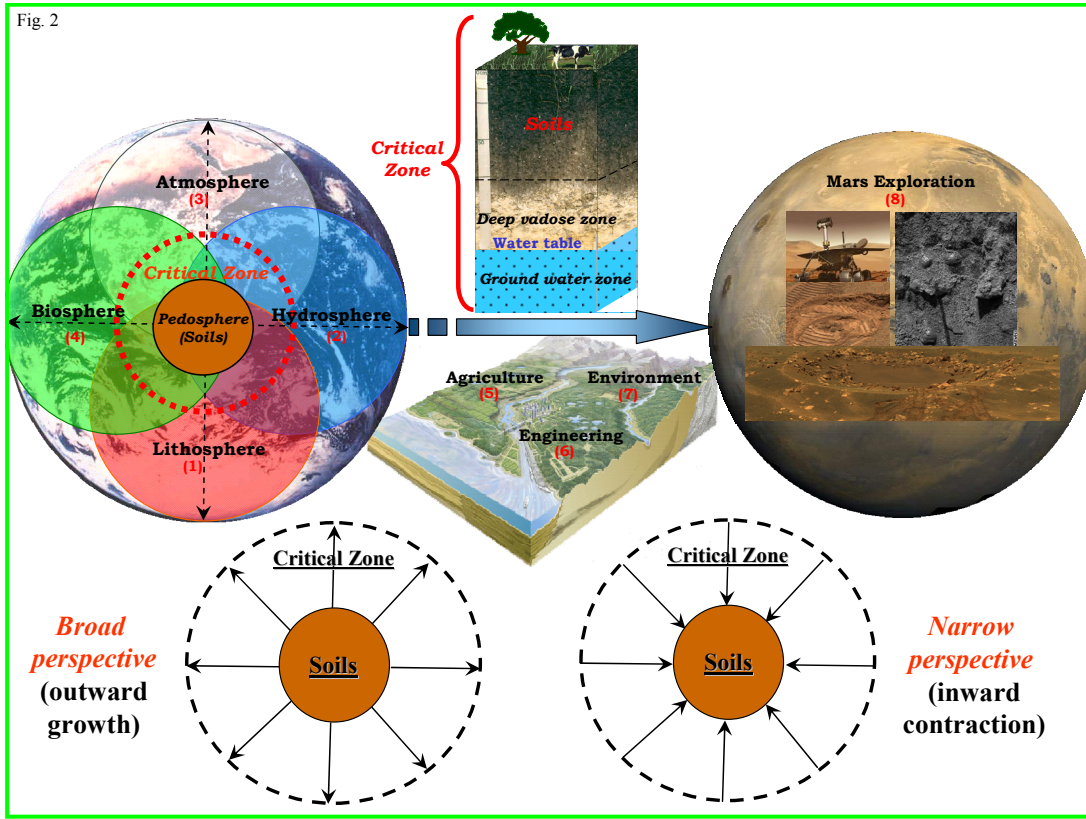 Fig. 2
Soils
Critical
Zone
Deep vadose zone
Water table
Ground water zone
Atmosphere
(3)
Critical Zone
Biosphere
(4)
Pedosphere
(Soils)
Hydrosphere
(2)
Lithosphere
(1)
Mars Exploration
(8)
Agriculture
(5)
Environment
(7)
Engineering
(6)
Critical Zone
Soils
Broad
perspective
(outward
growth)
Critical Zone
Soils
Narrow
perspective
(inward
contraction)